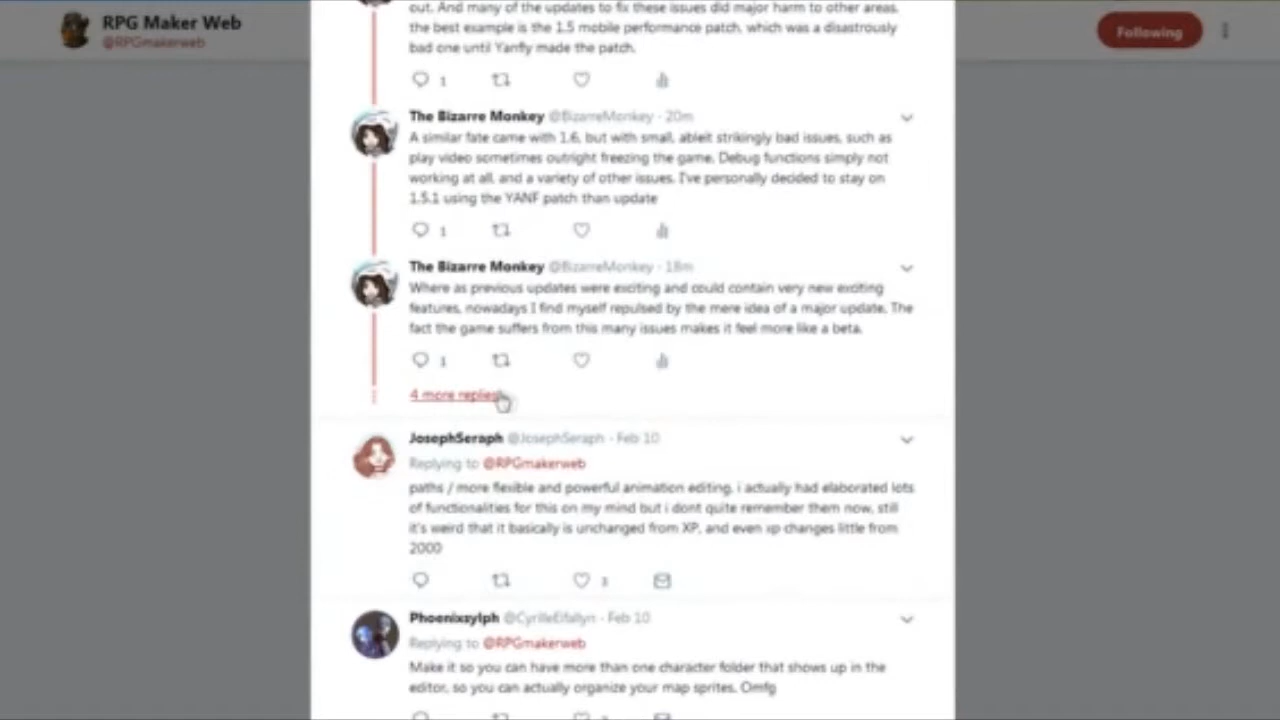 RPG Maker Web
@RPGmakerweb
Following
out. And many of the updates to fix these issues did major harm to other areas,
the best example is the 1.5 mobile performance patch, which was a disastrously
bad one until Yanfly made the patch.
1
The Bizarre Monkey @BizarreMonkey · 20m
A similar fate came with 1.6, but with small, ableit strikingly bad issues, such as
play video sometimes outright freezing the game, Debug functions simply not
working at all, and a variety of other issues. I've personally decided to stay on
1.5.1 using the YANF patch than update
1
The Bizarre Monkey @BizarreMonkey · 18m
Where as previous updates were exciting and could contain very new exciting
features, nowadays I find myself repulsed by the mere idea of a major update. The
fact the game suffers from this many issues makes it feel more like a beta.
1
4 more replies
JosephSeraph @JosephSeraph · Feb 10
Replying to @RPGmakerweb
paths / more flexible and powerful animation editing. i actually had elaborated lots
of functionalities for this on my mind but i dont quite remember them now, still
it's weird that it basically is unchanged from XP, and even xp changes little from
2000
3
Phoenixsylph @CyrilleElfallyn · Feb 10
Replying to @RPGmakerweb
Make it so you can have more than one character folder that shows up in the
editor, so you can actually organize your map sprites. Omfg